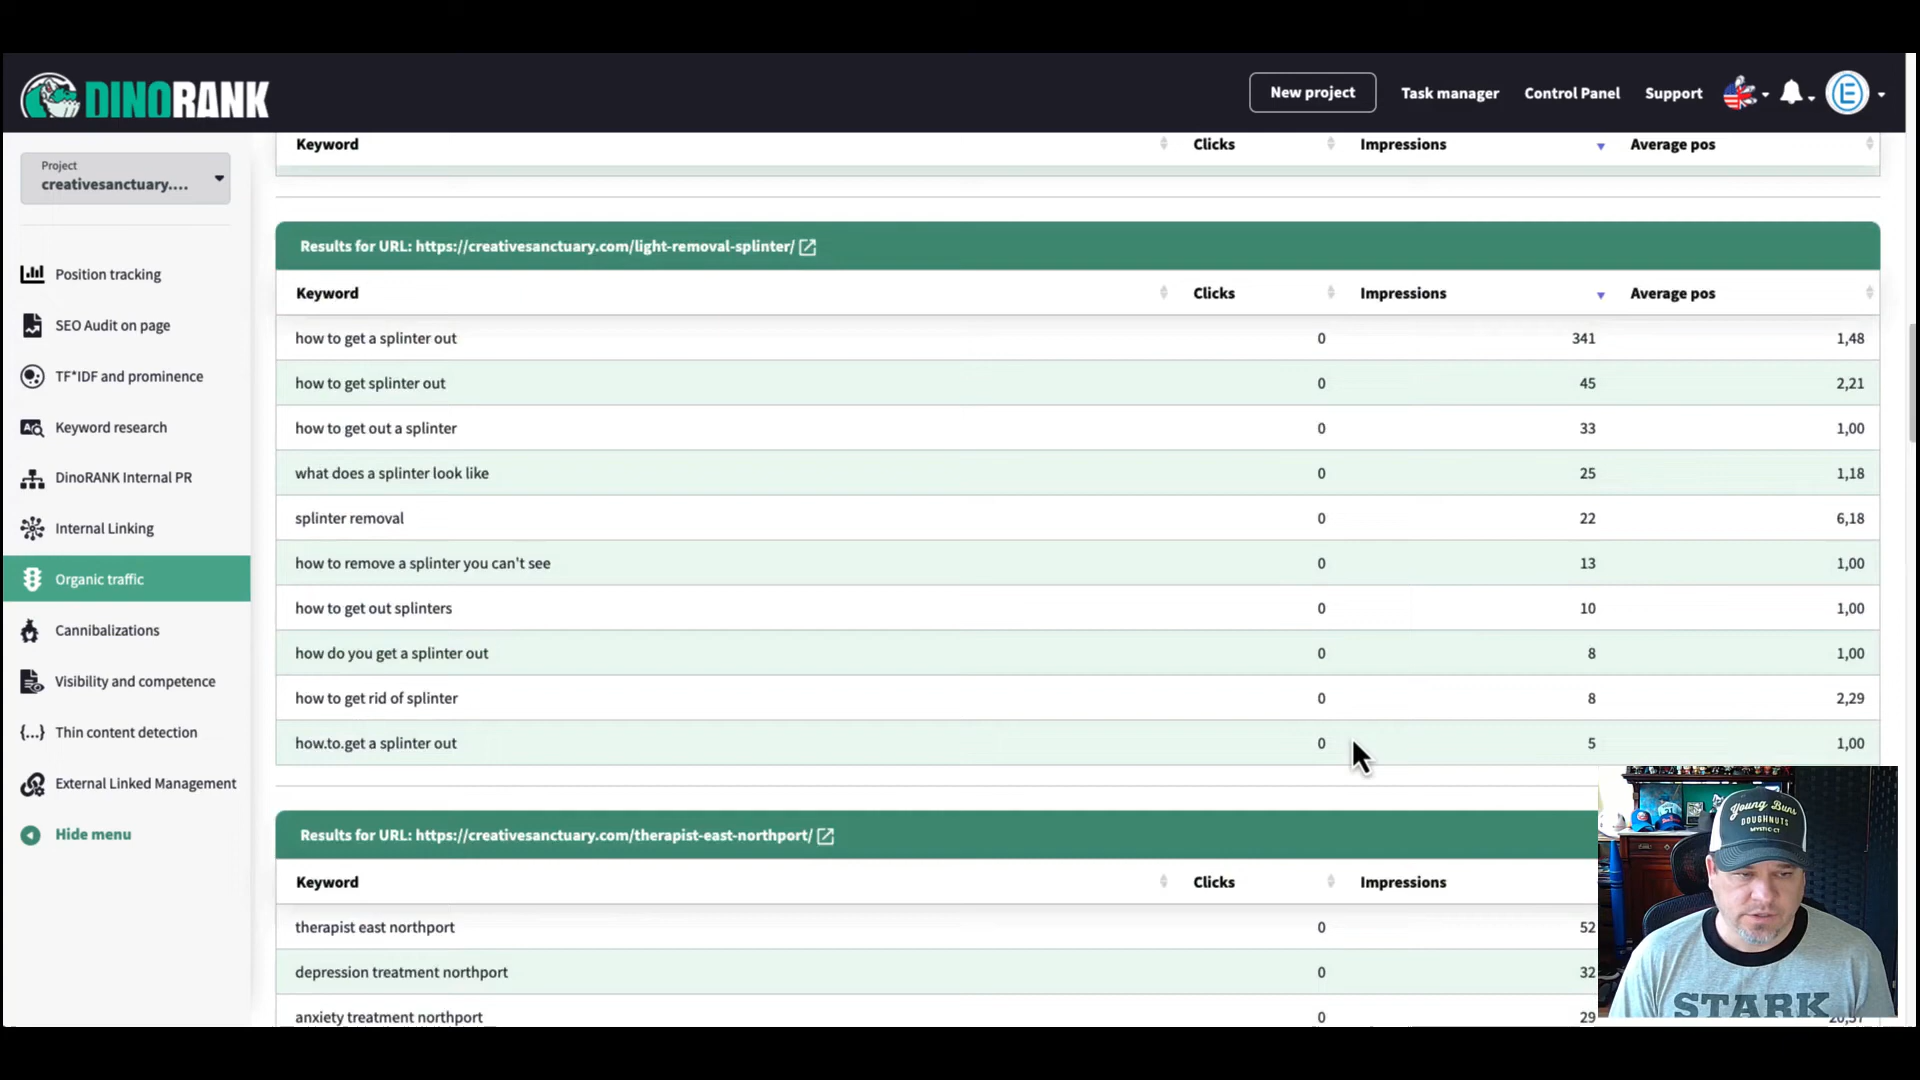 DINORANK
New project
Task manager
Control Panel
Support
Project
creativesanctuary....
Position tracking
SEO Audit on page
TF*IDF and prominence
Keyword research
DinoRANK Internal PR
Internal Linking
Organic traffic
Cannibalizations
Visibility and competence
Thin content detection
External Linked Management
Hide menu
Keyword Clicks Impressions Average pos
Results for URL: https://creativesanctuary.com/light-removal-splinter/
Keyword Clicks Impressions Average pos
how to get a splinter out 0 341 1,48
how to get splinter out 0 45 2,21
how to get out a splinter 0 33 1,00
what does a splinter look like 0 25 1,18
splinter removal 0 22 6,18
how to remove a splinter you can't see 0 13 1,00
how to get out splinters 0 10 1,00
how do you get a splinter out 0 8 1,00
how to get rid of splinter 0 8 2,29
how.to.get a splinter out 0 5 1,00
Results for URL: https://creativesanctuary.com/therapist-east-northport/
Keyword Clicks Impressions
therapist east northport 0 52
depression treatment northport 0 32
anxiety treatment northport 0 29
Young Buns
DOUGHNUTS
MYSTIC CT
STARK